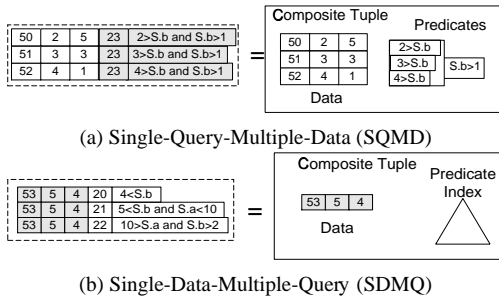 50 2 5 23 2>S.b and S.b>1
51 3 3 23 3>S.b and S.b>1
52 4 1 23 4>S.b and S.b>1
=
Composite Tuple
50 2 5
51 3 3
52 4 1
Data
Predicates
2>S.b
3>S.b
4>S.b
S.b>1
(a) Single-Query-Multiple-Data (SQMD)
53 5 4 20 4<S.b
53 5 4 21 5<S.b and S.a<10
53 5 4 22 10>S.a and S.b>2
=
Composite Tuple
53 5 4
Data
Predicate
Index
(b) Single-Data-Multiple-Query (SDMQ)